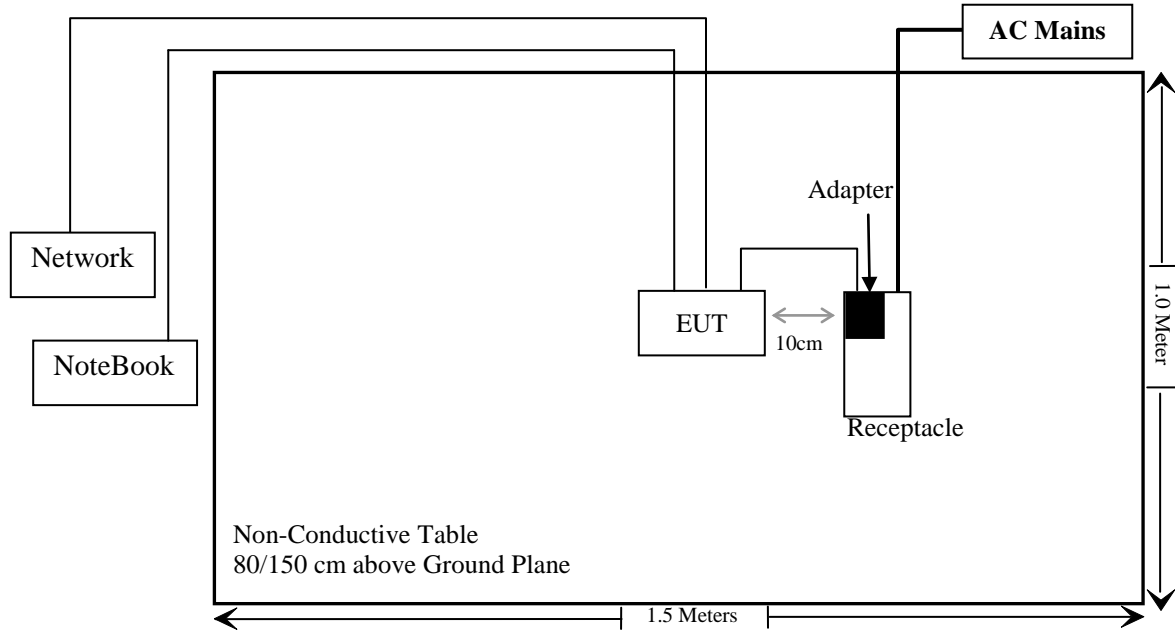 AC Mains
Adapter
Network
EUT
10cm
NoteBook
Receptacle
1.0 Meter
Non-Conductive Table
80/150 cm above Ground Plane
1.5 Meters